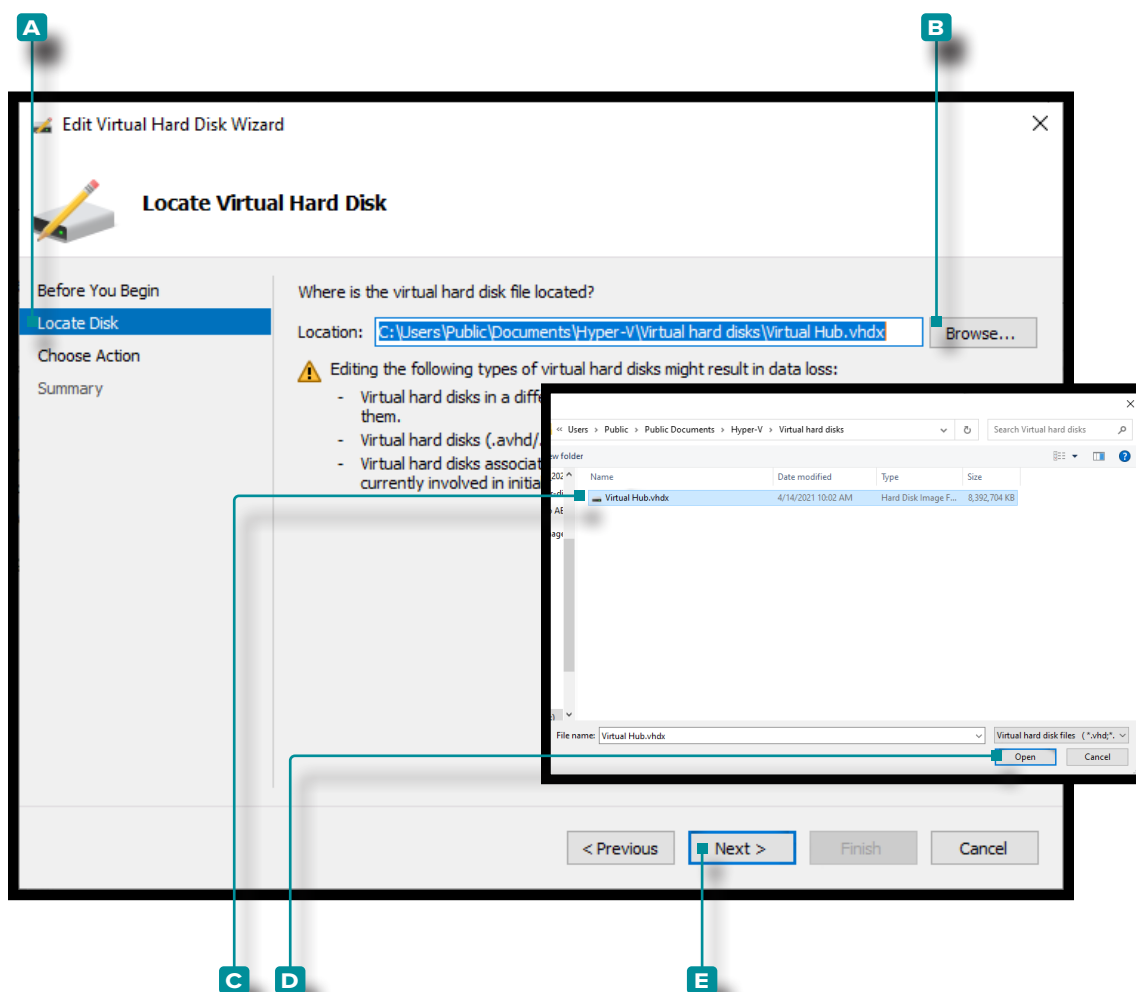 A
B
Edit Virtual Hard Disk Wizard
Locate Virtual Hard Disk
Before You Begin
Locate Disk
Choose Action
Summary
Where is the virtual hard disk file located?
Location: C:\Users\Public\Documents\Hyper-V\Virtual hard disks\Virtual Hub.vhdx Browse...
Editing the following types of virtual hard disks might result in data loss:
- Virtual hard disks in a diffe
them.
- Virtual hard disks (.avhd/.
- Virtual hard disks associat
currently involved in initia
« Users > Public > Public Documents > Hyper-V > Virtual hard disks
Search Virtual hard disks
ew folder
Name Date modified Type Size
Virtual Hub.vhdx 4/14/2021 10:02 AM Hard Disk Image F... 8,392,704 KB
202
AE
age
File name: Virtual Hub.vhdx Virtual hard disk files (*.vhd;*.
Open Cancel
< Previous Next > Finish Cancel
C D E